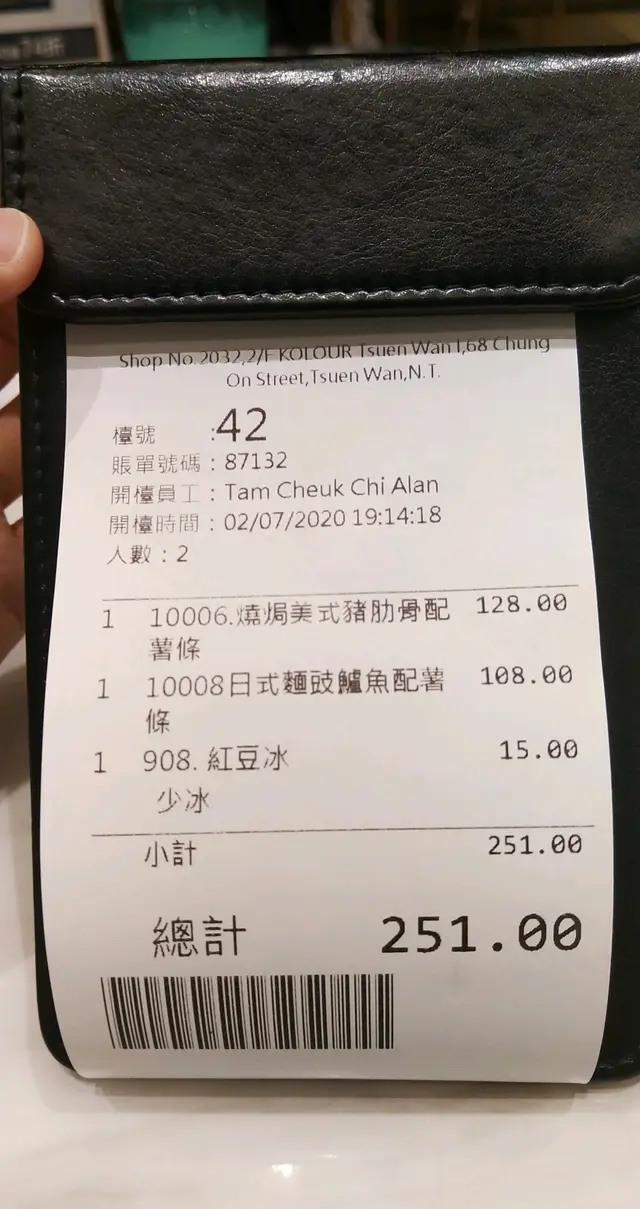 Shop No.2032,2/F KOLOUR Tsuen Wan I,68 Chung
On Street,Tsuen Wan,N.T.
檯號 :42
賬單號碼 : 87132
開檯員工 : Tam Cheuk Chi Alan
開檯時間 : 02/07/2020 19:14:18
人數 : 2
1 10006.燒焗美式豬肋骨配 128.00
薯條
1 10008日式麵豉鱸魚配薯 108.00
條
1 908. 紅豆冰 15.00
少冰
小計 251.00
總計 251.00